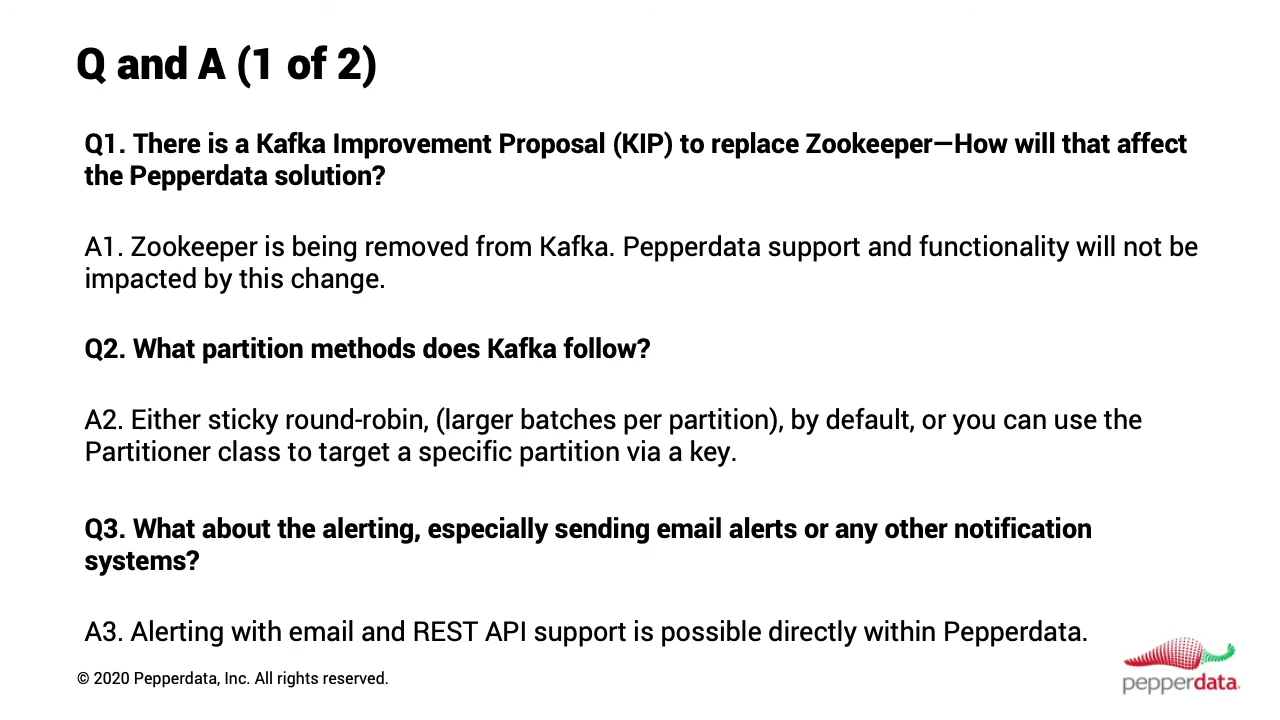 Q and A (1 of 2)
Q1. There is a Kafka Improvement Proposal (KIP) to replace Zookeeper—How will that affect
the Pepperdata solution?
A1. Zookeeper is being removed from Kafka. Pepperdata support and functionality will not be
impacted by this change.
Q2. What partition methods does Kafka follow?
A2. Either sticky round-robin, (larger batches per partition), by default, or you can use the
Partitioner class to target a specific partition via a key.
Q3. What about the alerting, especially sending email alerts or any other notification
systems?
A3. Alerting with email and REST API support is possible directly within Pepperdata.
© 2020 Pepperdata, Inc. All rights reserved.
pepperdata